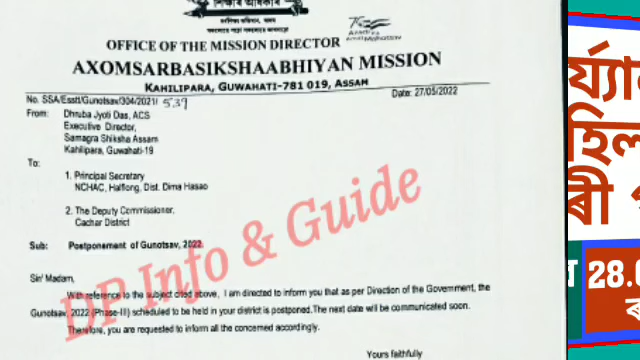 শিক্ষাৰ অধিকাৰ
OFFICE OF THE MISSION DIRECTOR
AXOMSARBASIKSHAABHIYAN MISSION
KAHILIPARA, GUWAHATI-781 019, ASSAM
No. SSA/Esstt/Gunotsav/304/2021/ 537
Date: 27/05/2022
From: Dhruba Jyoti Das, ACS
Executive Director,
Samagra Shiksha Assam
Kahilipara, Guwahati-19
To:
1. Principal Secretary
NCHAC, Haflong, Dist. Dima Hasao
2. The Deputy Commissioner,
Cachar District
Sub: Postponement of Gunotsav, 2022.
Sir/ Madam,
With reference to the subject cited above, I am directed to inform you that as per Direction of the Government, the
Gunotsav, 2022 (Phase-III) scheduled to be held in your district is postponed.The next date will be communicated soon.
Therefore, you are requested to inform all the concerned accordingly.
Yours faithfully
DP Info & Guide
28.0